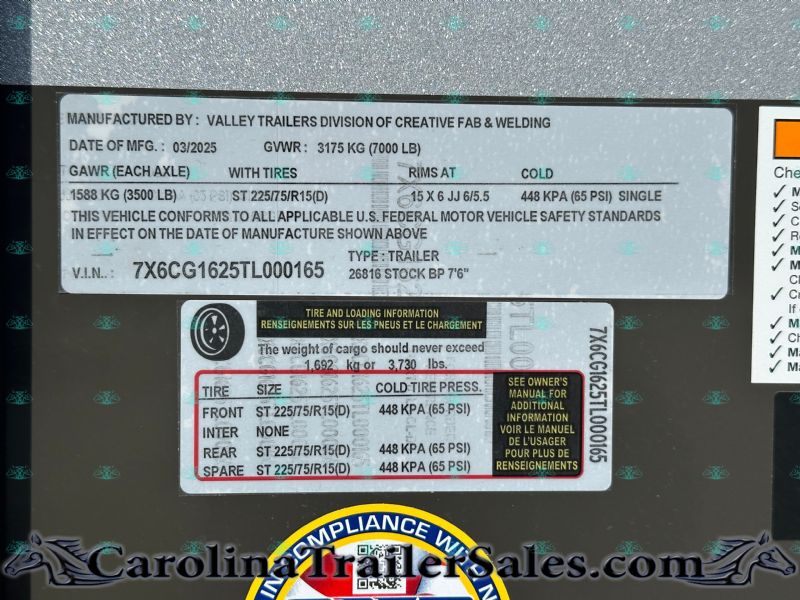 MANUFACTURED BY: VALLEY TRAILERS DIVISION OF CREATIVE FAB & WELDING
DATE OF MFG.: 03/2025 GVWR: 3175 KG (7000 LB)
GAWR (EACH AXLE) WITH TIRES RIMS AT COLD
1588 KG (3500 LB) ST 225/75/R15(D) 15 X 6 JJ 6/5.5 448 KPA (65 PSI) SINGLE
THIS VEHICLE CONFORMS TO ALL APPLICABLE U.S. FEDERAL MOTOR VEHICLE SAFETY STANDARDS
IN EFFECT ON THE DATE OF MANUFACTURE SHOWN ABOVE
TYPE: TRAILER
V.I.N.: 7X6CG1625TL000165 26816 STOCK BP 7'6"
TIRE AND LOADING INFORMATION
RENSEIGNEMENTS SUR LES PNEUS ET LE CHARGEMENT
The weight of cargo should never exceed
1,692 kg or 3,730 lbs.
TIRE SIZE COLD TIRE PRESS.
FRONT ST 225/75/R15(D) 448 KPA (65 PSI)
INTER NONE
REAR ST 225/75/R15(D) 448 KPA (65 PSI)
SPARE ST 225/75/R15(D) 448 KPA (65 PSI)
SEE OWNER'S
MANUAL FOR
ADDITIONAL
INFORMATION
VOIR LE MANUEL
DE L'USAGER
POUR PLUS DE
RENSEIGNEMENTS
7X6CG1625TL000165
IN COMPLIANCE WITH N
CAROLINATRAILERSALES.COM